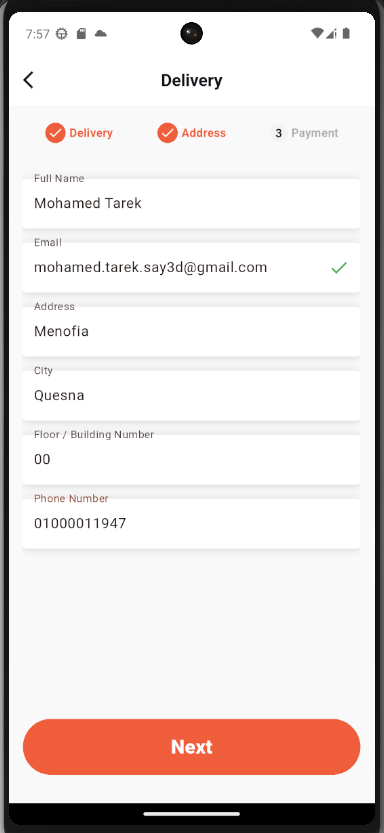 7:57
Delivery
Delivery Address 3 Payment
Full Name
Mohamed Tarek
Email
mohamed.tarek.say3d@gmail.com
Address
Menofia
City
Quesna
Floor / Building Number
00
Phone Number
01000011947
Next